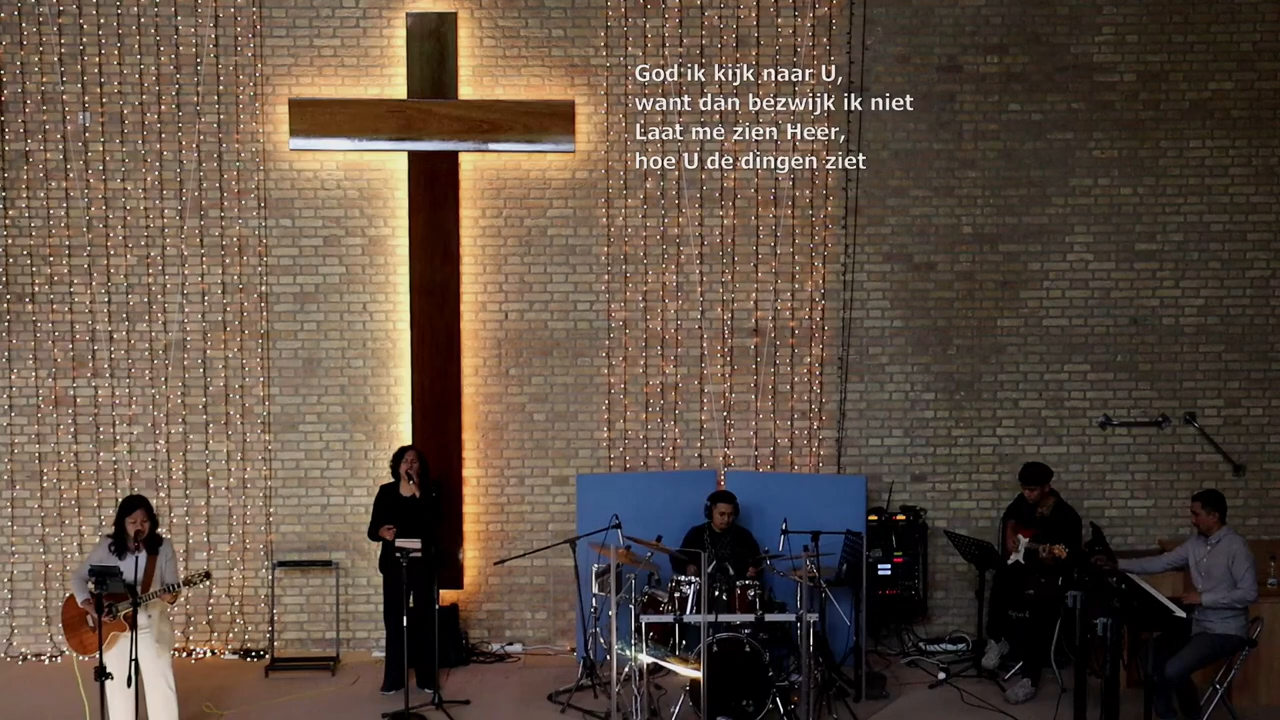 God ik kijk naar U,
want dan bezwijk ik niet
Laat me zien Heer,
hoe U de dingen ziet